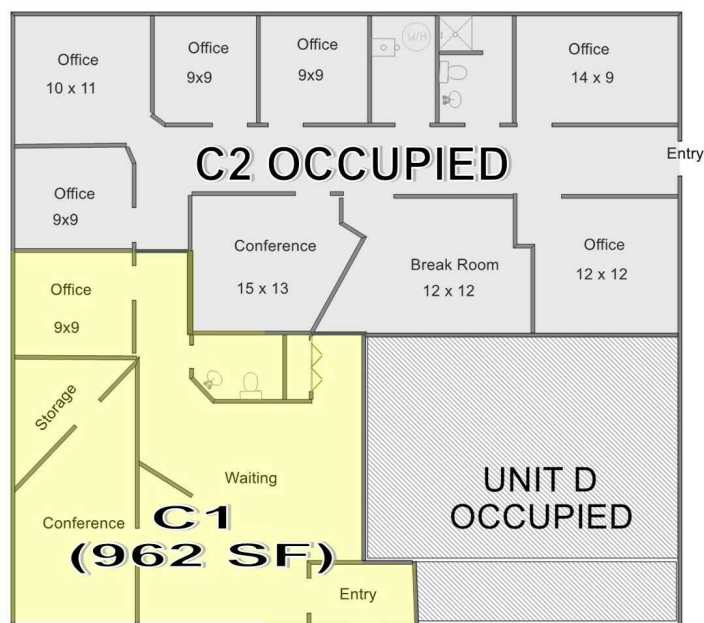 Office
10 x 11
Office
9x9
Office
9x9
W/H
Office
14 x 9
Entry
C2 OCCUPIED
Office
9x9
Conference
15 x 13
Break Room
12 x 12
Office
12 x 12
Office
9x9
Storage
Waiting
Conference
C1
(962 SF)
Entry
UNIT D
OCCUPIED